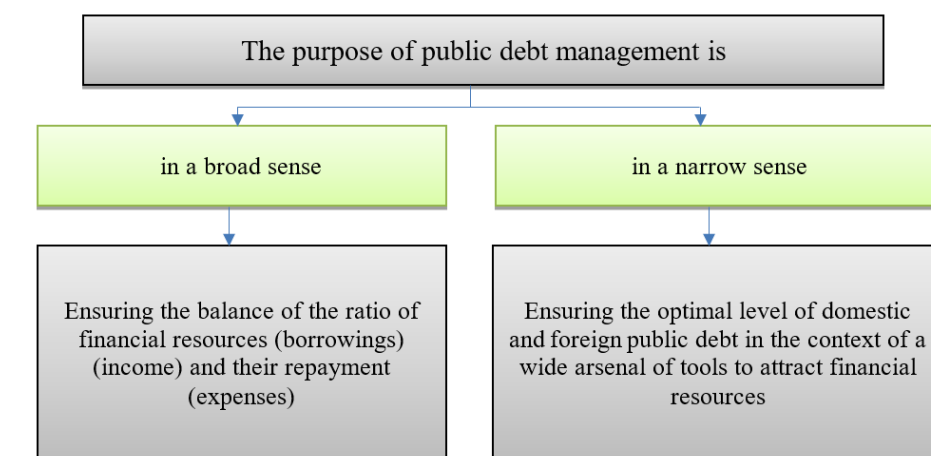 The purpose of public debt management is
in a broad sense
in a narrow sense
Ensuring the balance of the ratio of
financial resources (borrowings)
(income) and their repayment
(expenses)
Ensuring the optimal level of domestic
and foreign public debt in the context of a
wide arsenal of tools to attract financial
resources